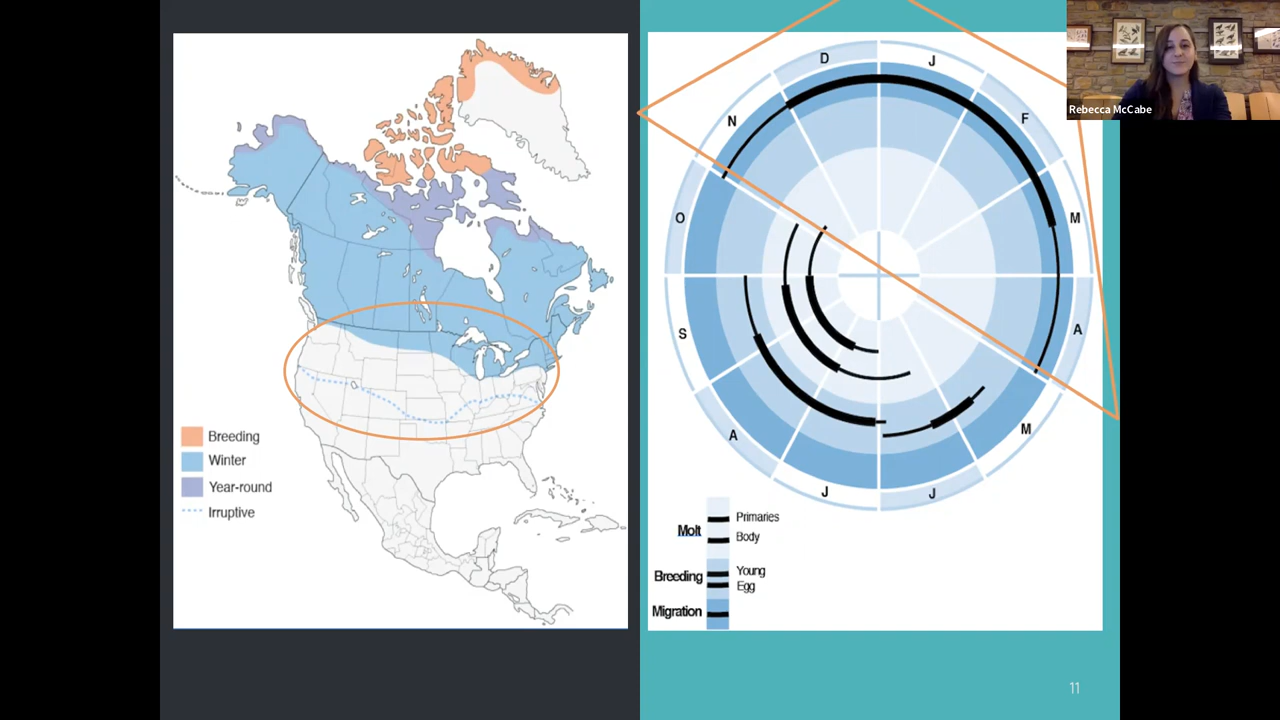 Breeding
Winter
Year-round
Irruptive
D
J
N
F
O
M
S
A
A
M
J
J
Molt
Primaries
Body
Breeding
Young
Egg
Migration
11
Rebecca McCabe